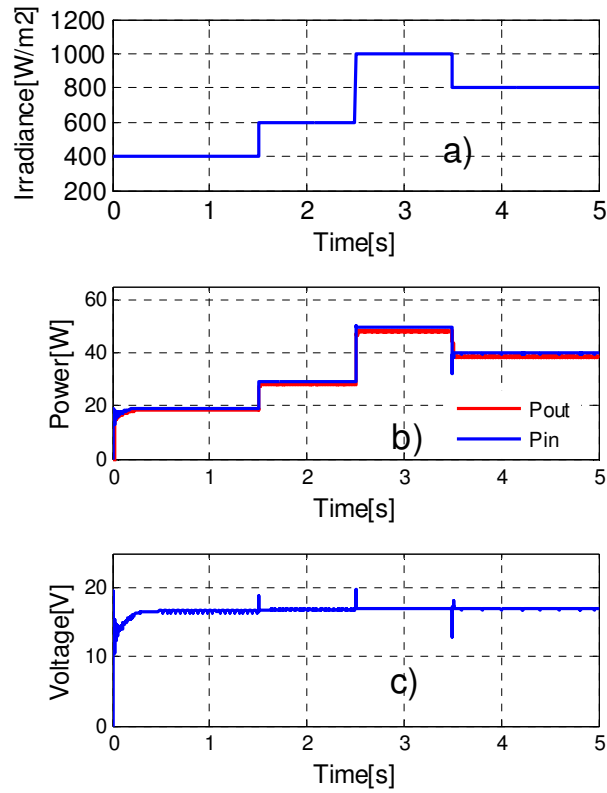 1200
1000
800
600
400
200
Irradiance[W/m2]
a)
0 1 2 3 4 5
Time[s]
60
40
20
0
Power[W]
Pout
Pin
b)
0 1 2 3 4 5
Time[s]
20
10
0
Voltage[V]
c)
0 1 2 3 4 5
Time[s]